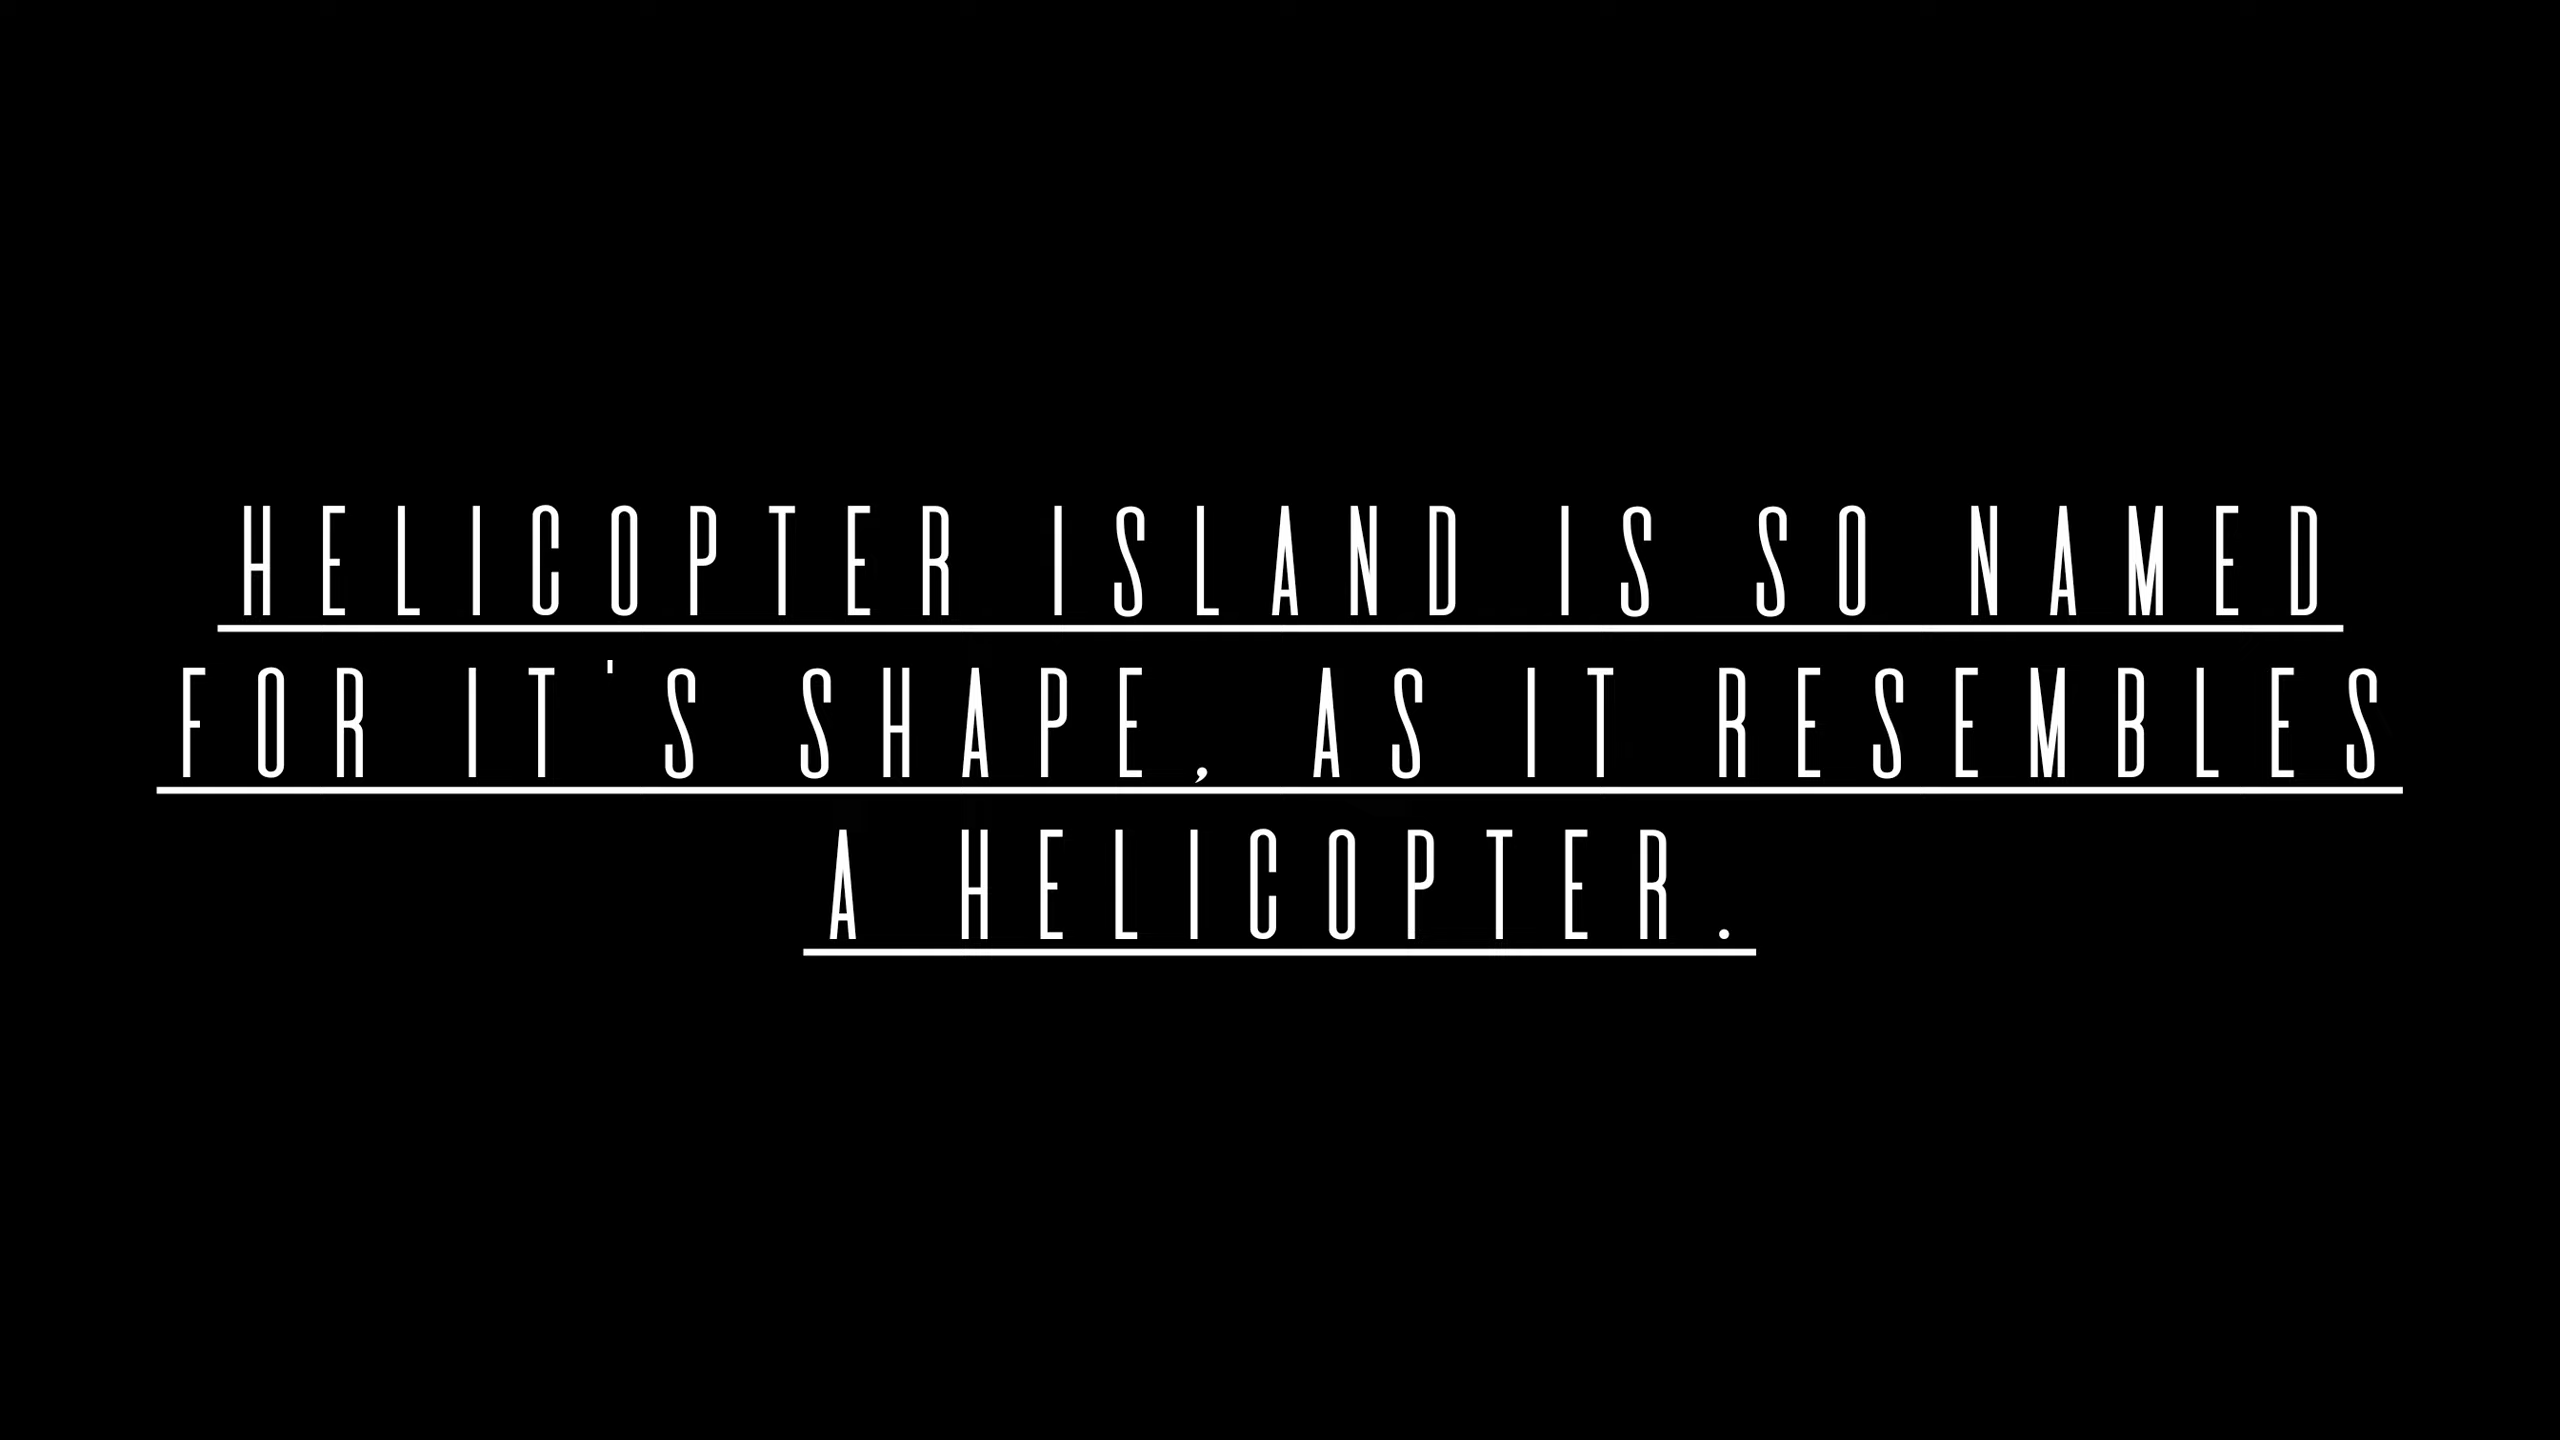 HELICOPTER ISLAND IS SO NAMED
FOR IT'S SHAPE, AS IT RESEMBLES
A HELICOPTER.